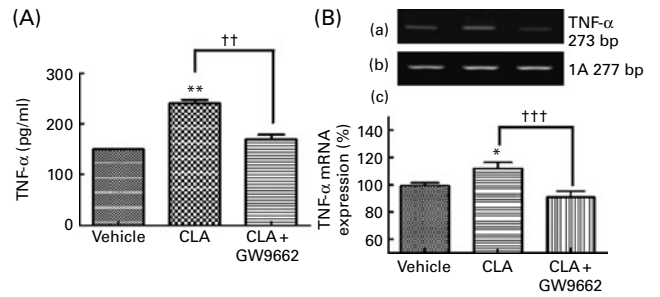 (A)
††
**
300
200
100
0
TNF-α (pg/ml)
Vehicle
CLA
CLA +
GW9662
(B)
(a)
TNF-α
273 bp
(b)
1A 277 bp
(c)
†††
*
140
120
100
80
60
TNF-α mRNA
expression (%)
Vehicle
CLA
CLA +
GW9662